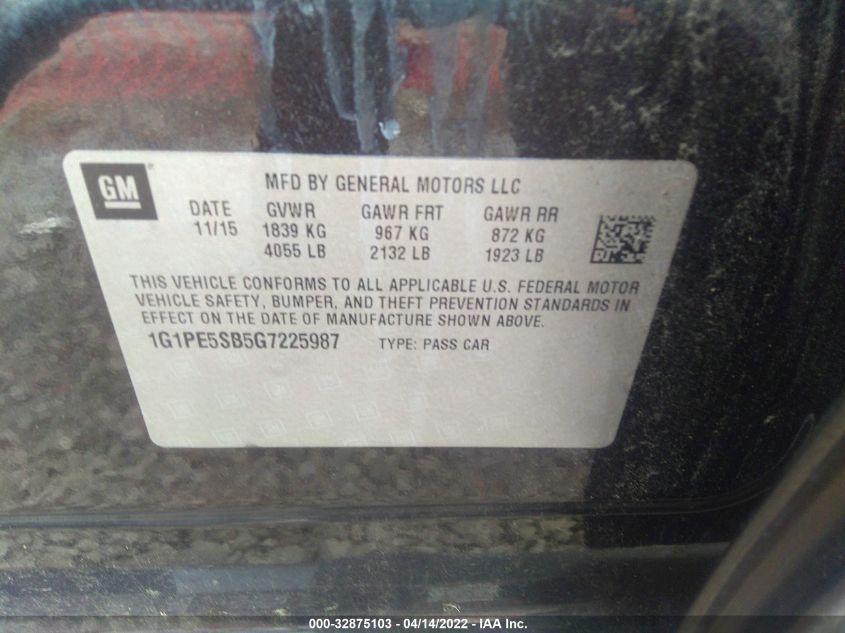 GM
MFD BY GENERAL MOTORS LLC
DATE GVWR GAWR FRT GAWR RR
11/15 1839 KG 967 KG 872 KG
4055 LB 2132 LB 1923 LB
THIS VEHICLE CONFORMS TO ALL APPLICABLE U.S. FEDERAL MOTOR
VEHICLE SAFETY, BUMPER, AND THEFT PREVENTION STANDARDS IN
EFFECT ON THE DATE OF MANUFACTURE SHOWN ABOVE.
1G1PE5SB5G7225987 TYPE: PASS CAR
000-32875103 - 04/14/2022 - IAA Inc.